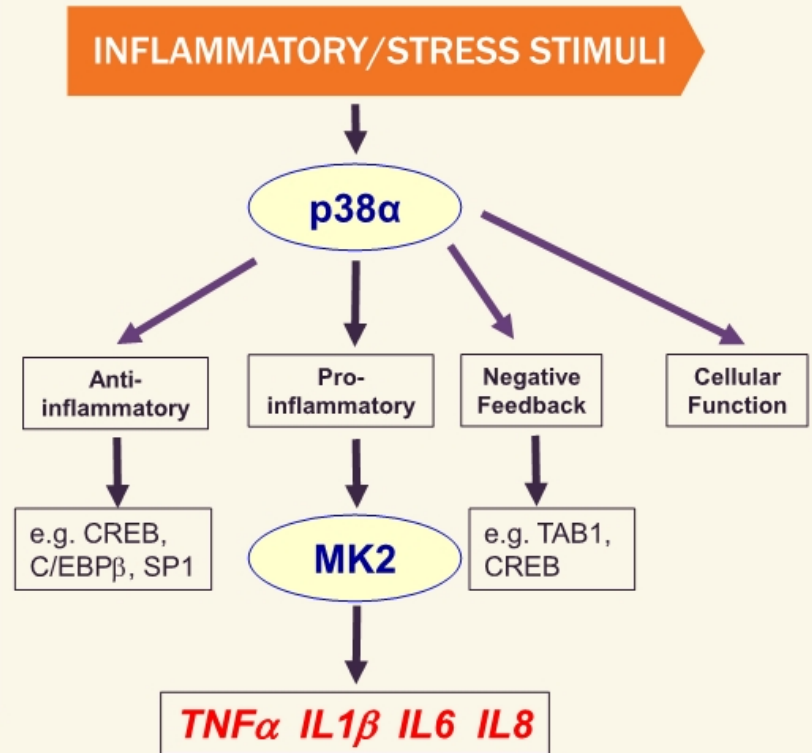 INFLAMMATORY/STRESS STIMULI
p38α
Anti-
inflammatory
Pro-
inflammatory
Negative
Feedback
Cellular
Function
e.g. CREB,
C/EBPβ, SP1
MK2
e.g. TAB1,
CREB
TNFα IL1β IL6 IL8